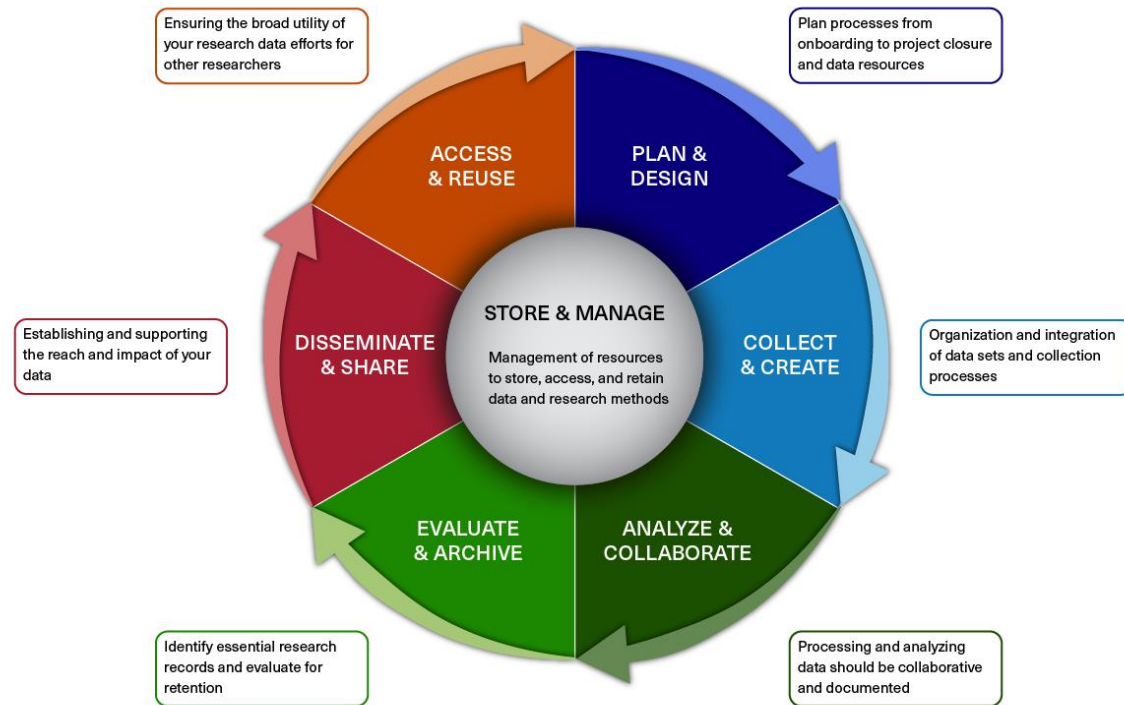 Ensuring the broad utility of
your research data efforts for
other researchers
Plan processes from
onboarding to project closure
and data resources
ACCESS
& REUSE
PLAN &
DESIGN
Establishing and supporting
the reach and impact of your
data
DISSEMINATE
& SHARE
STORE & MANAGE
Management of resources
to store, access, and retain
data and research methods
COLLECT
& CREATE
Organization and integration
of data sets and collection
processes
EVALUATE
& ARCHIVE
ANALYZE &
COLLABORATE
Identify essential research
records and evaluate for
retention
Processing and analyzing
data should be collaborative
and documented